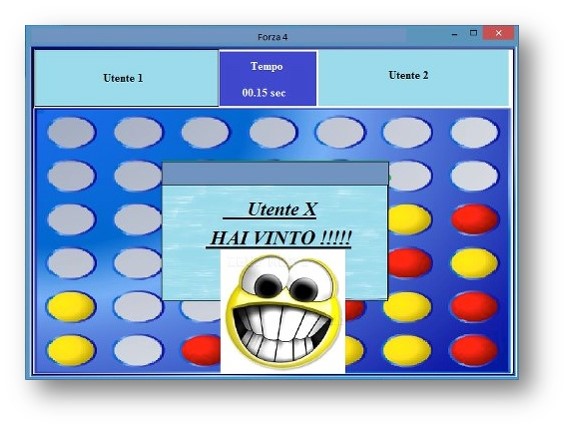 Forza 4
Utente 1
Tempo
00.15 sec
Utente 2
Utente X
HAI VINTO !!!!!